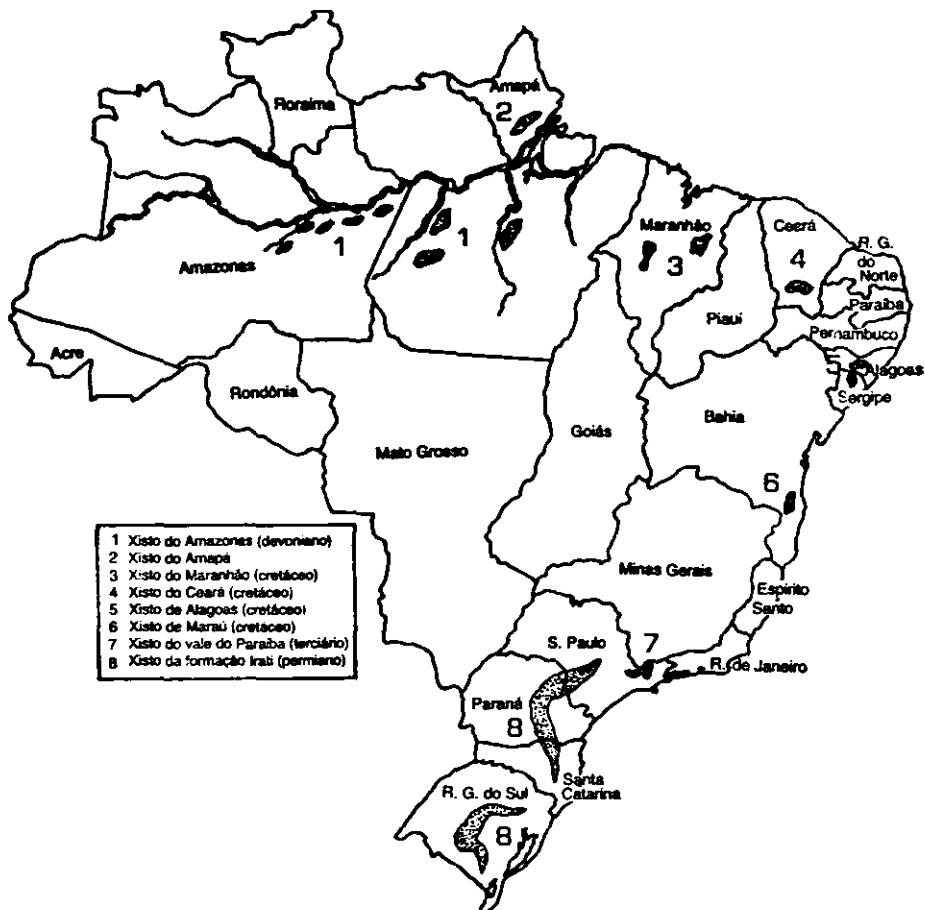 Roraima
Amapá
2
1
1
Amazonas
Maranhão
3
Ceerá
4
R. G.
do
Norte
Paraíba
Piauí
Pernambuco
Acre
Alagoas
Sergipe
Rondônia
Bahia
Goiás
Mato Grosso
6
1 Xisto do Amazonas (devoniano)
2 Xisto do Amapá
3 Xisto do Maranhão (cretáceo)
4 Xisto do Ceará (cretáceo)
5 Xisto de Alagoas (cretáceo)
6 Xisto de Maraú (cretáceo)
7 Xisto do vale do Paraíba (terciário)
8 Xisto da formação Irati (permiano)
Minas Gerais
Espirito
Santo
S. Paulo
7
R. de Janeiro
Paraná
8
Santa
Catarina
R. G. do Sul
8